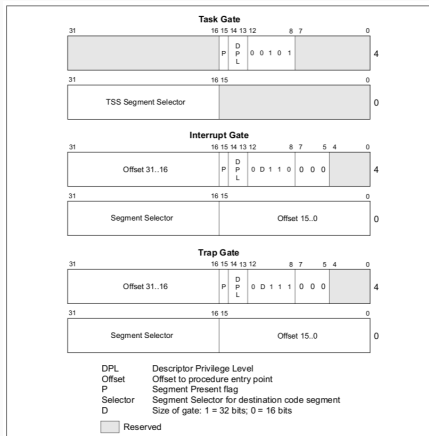 Task Gate
31 16 15 14 13 12 8 7 0
P D P L 0 0 1 0 1 4
31 16 15 0
TSS Segment Selector 0
Interrupt Gate
31 16 15 14 13 12 8 7 5 4 0
Offset 31..16 P D P L 0 D 1 1 0 0 0 0 4
31 16 15 0
Segment Selector Offset 15..0 0
Trap Gate
31 16 15 14 13 12 8 7 5 4 0
Offset 31..16 P D P L 0 D 1 1 1 0 0 0 4
31 16 15 0
Segment Selector Offset 15..0 0
DPL Descriptor Privilege Level
Offset Offset to procedure entry point
P Segment Present flag
Selector Segment Selector for destination code segment
D Size of gate: 1 = 32 bits; 0 = 16 bits
Reserved